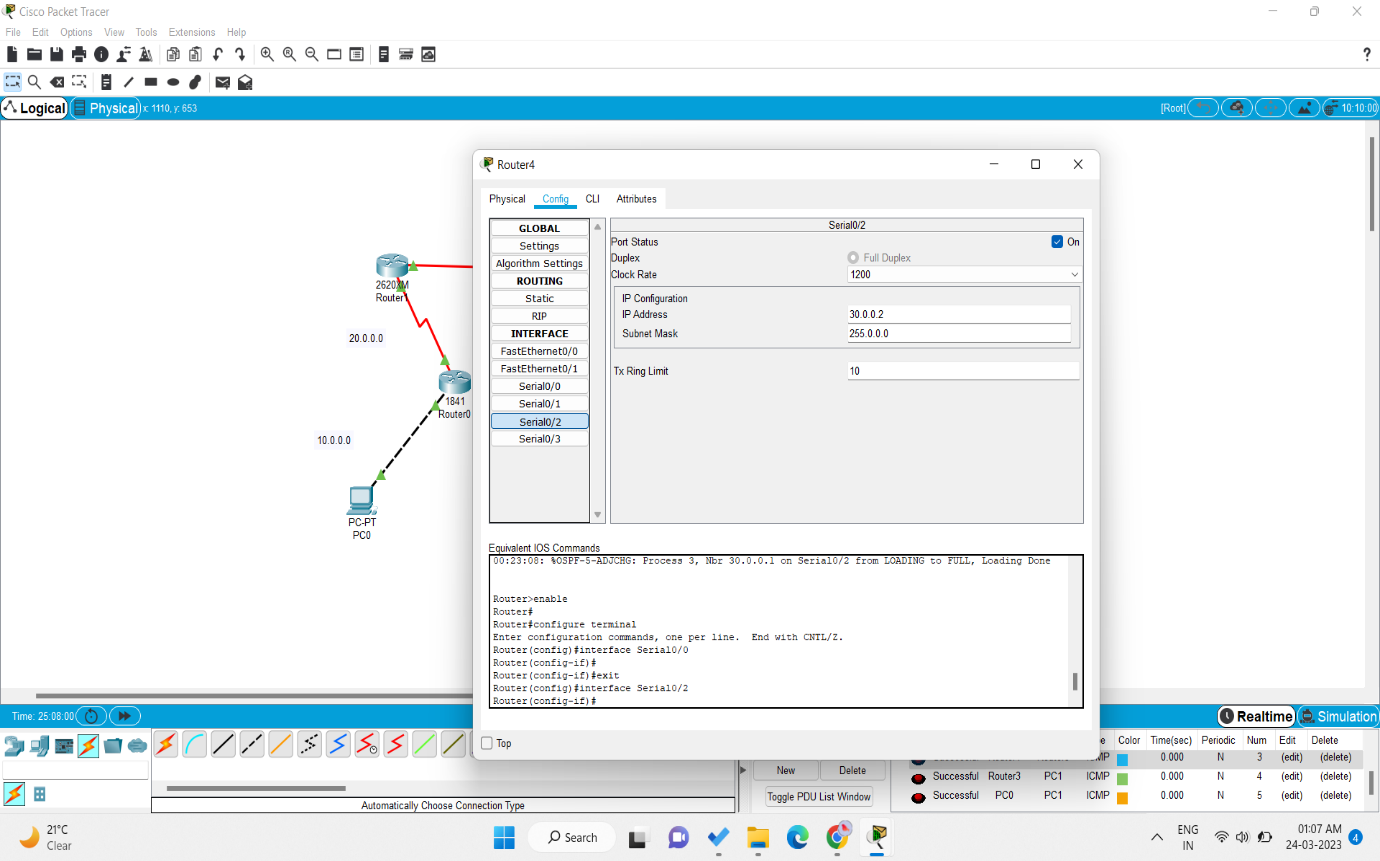 Cisco Packet Tracer
File Edit Options View Tools Extensions Help
?
Logical Physical x: 1110, y: 653 [Root] 10:10:00
Router4
Physical Config CLI Attributes
GLOBAL
Settings
Algorithm Settings
ROUTING
Static
RIP
INTERFACE
FastEthernet0/0
FastEthernet0/1
Serial0/0
Serial0/1
Serial0/2
Serial0/3
Serial0/2
Port Status On
Duplex Full Duplex
Clock Rate 1200
IP Configuration
IP Address 30.0.0.2
Subnet Mask 255.0.0.0
Tx Ring Limit 10
2620XM
Router1
20.0.0.0
1841
Router0
10.0.0.0
PC-PT
PC0
Equivalent IOS Commands
00:23:08: %OSPF-5-ADJCHG: Process 3, Nbr 30.0.0.1 on Serial0/2 from LOADING to FULL, Loading Done
Router>enable
Router#
Router#configure terminal
Enter configuration commands, one per line. End with CNTL/Z.
Router(config)#interface Serial0/0
Router(config-if)#
Router(config-if)#exit
Router(config)#interface Serial0/2
Router(config-if)#
Top
Time: 25:08:00 Realtime Simulation
Automatically Choose Connection Type
New Delete
Toggle PDU List Window
Color Time(sec) Periodic Num Edit Delete
0.000 N 3 (edit) (delete)
Successful Router3 PC1 ICMP 0.000 N 4 (edit) (delete)
Successful PC0 PC1 ICMP 0.000 N 5 (edit) (delete)
21°C
Clear
Search
ENG
IN
01:07 AM
24-03-2023
4